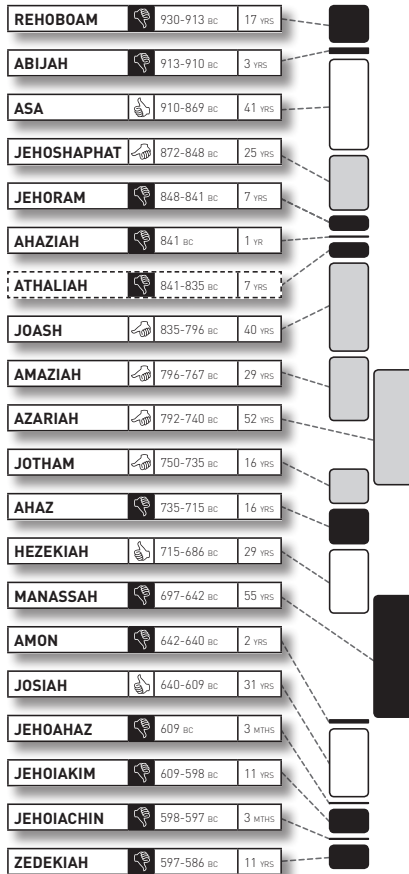 REHOBOAM 930-913 BC 17 YRS
ABIJAH 913-910 BC 3 YRS
ASA 910-869 BC 41 YRS
JEHOSHAPHAT 872-848 BC 25 YRS
JEHORAM 848-841 BC 7 YRS
AHAZIAH 841 BC 1 YR
ATHALIAH 841-835 BC 7 YRS
JOASH 835-796 BC 40 YRS
AMAZIAH 796-767 BC 29 YRS
AZARIAH 792-740 BC 52 YRS
JOTHAM 750-735 BC 16 YRS
AHAZ 735-715 BC 16 YRS
HEZEKIAH 715-686 BC 29 YRS
MANASSAH 697-642 BC 55 YRS
AMON 642-640 BC 2 YRS
JOSIAH 640-609 BC 31 YRS
JEHOAHAZ 609 BC 3 MTHS
JEHOIAKIM 609-598 BC 11 YRS
JEHOIACHIN 598-597 BC 3 MTHS
ZEDEKIAH 597-586 BC 11 YRS